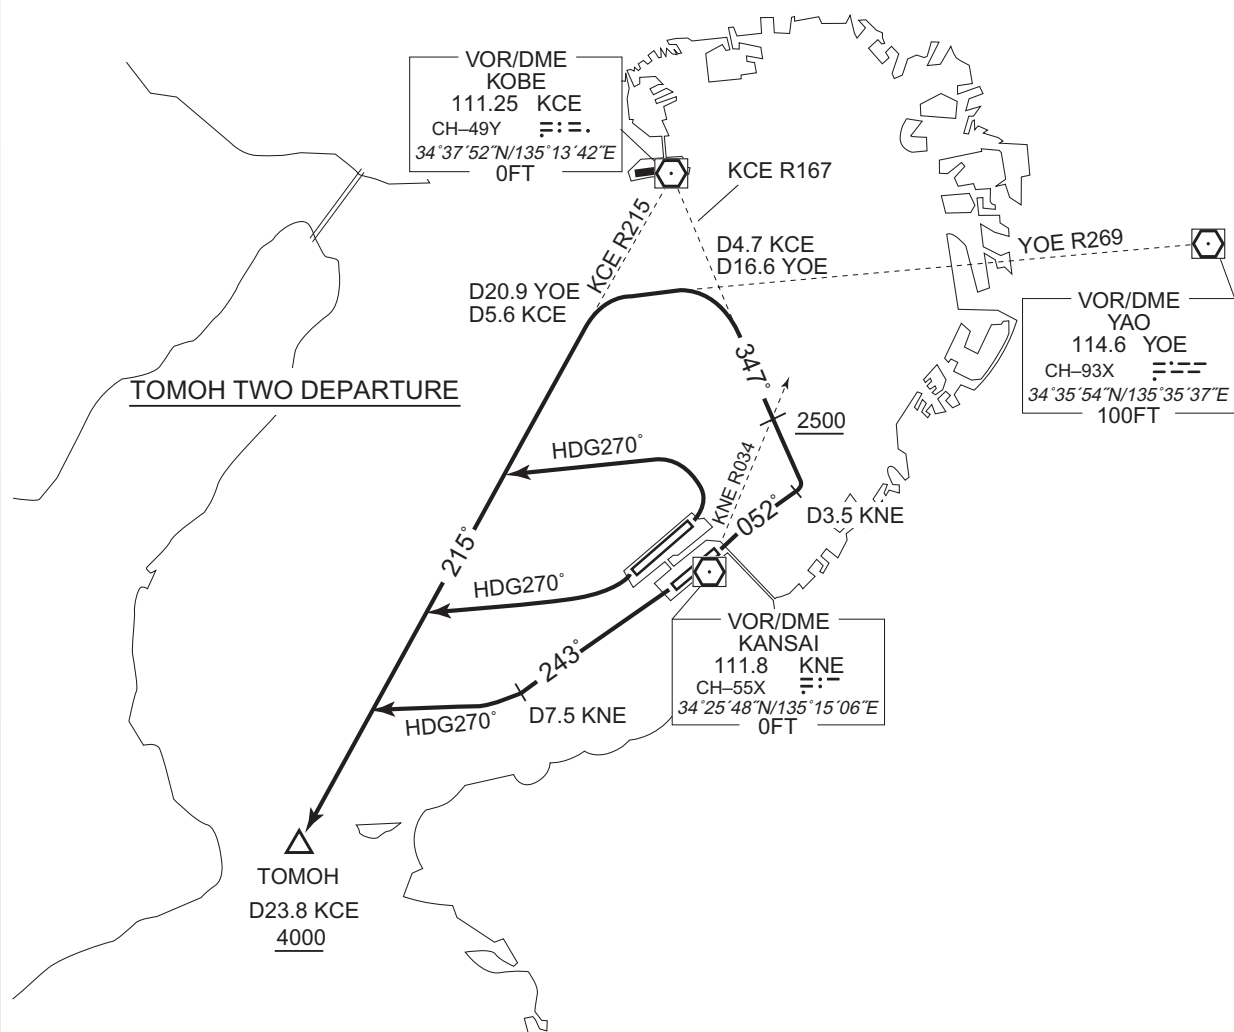 VOR/DME
KOBE
111.25 KCE
CH–49Y
34°37´52˝N/135°13´42˝E
0FT
KCE R167
KCE R215
D4.7 KCE
D16.6 YOE
YOE R269
D20.9 YOE
D5.6 KCE
VOR/DME
YAO
114.6 YOE
CH–93X
34°35´54˝N/135°35´37˝E
100FT
TOMOH TWO DEPARTURE
347°
2500
HDG270°
KNE R034
052°
D3.5 KNE
215°
HDG270°
VOR/DME
KANSAI
111.8 KNE
CH–55X
34°25´48˝N/135°15´06˝E
0FT
243°
D7.5 KNE
HDG270°
TOMOH
D23.8 KCE
4000